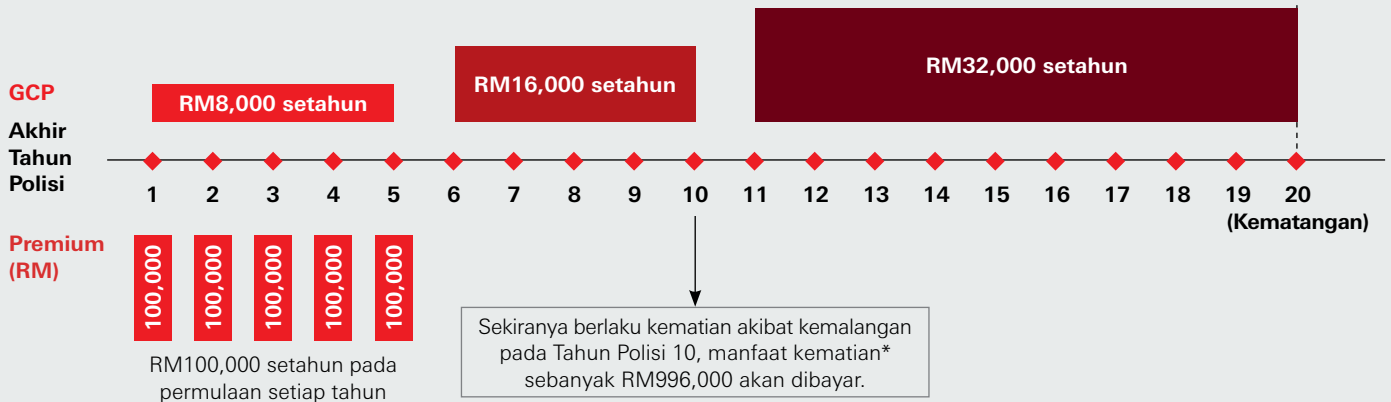 GCP
RM8,000 setahun
RM16,000 setahun
RM32,000 setahun
Akhir
Tahun
Polisi
1 2 3 4 5 6 7 8 9 10 11 12 13 14 15 16 17 18 19 20
(Kematangan)
Premium
(RM)
100,000
100,000
100,000
100,000
100,000
RM100,000 setahun pada
permulaan setiap tahun
Sekiranya berlaku kematian akibat kemalangan
pada Tahun Polisi 10, manfaat kematian*
sebanyak RM996,000 akan dibayar.